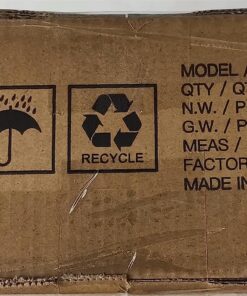 RECYCLE
MODEL /
QTY / Q
N.W. / P
G.W. / P
MEAS /
FACTOR
MADE IN